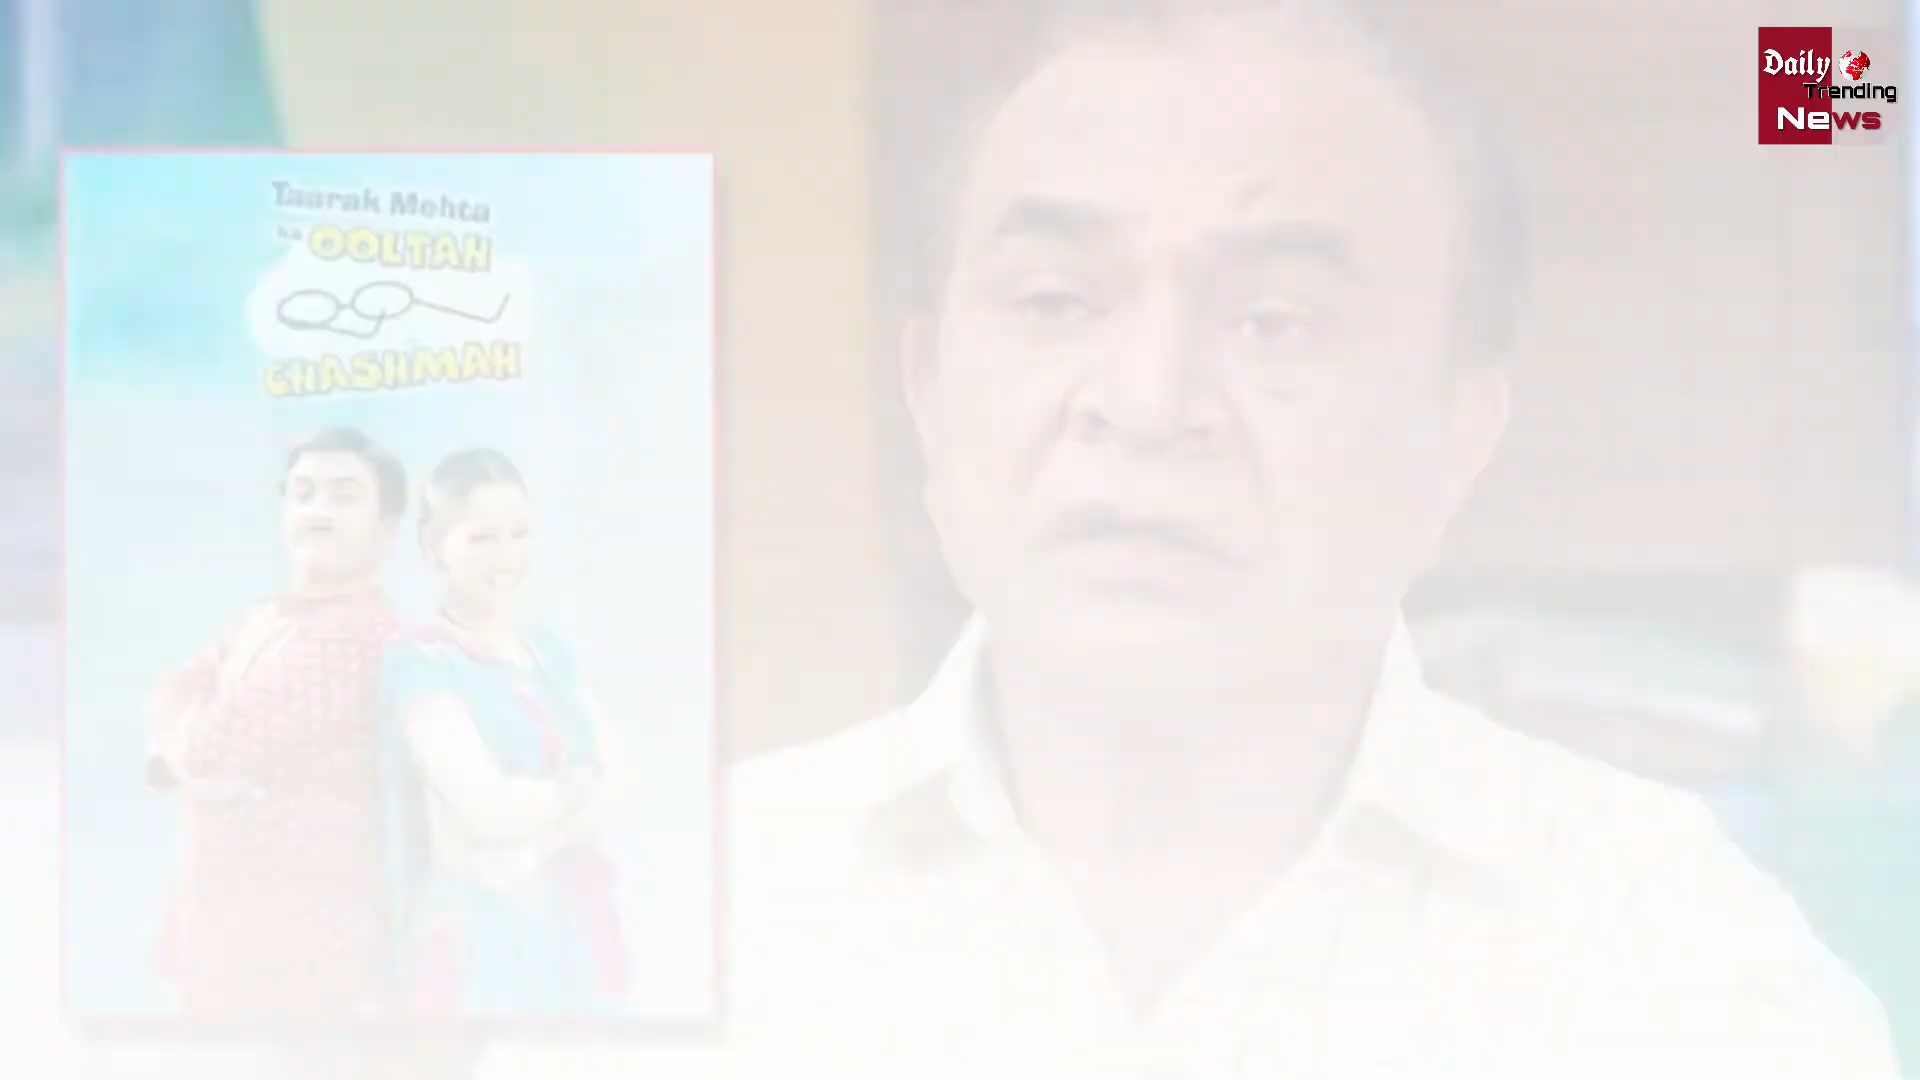 Daily
Trending
News
Taarak Mehta
ka OOLTAH
CHASHMAH